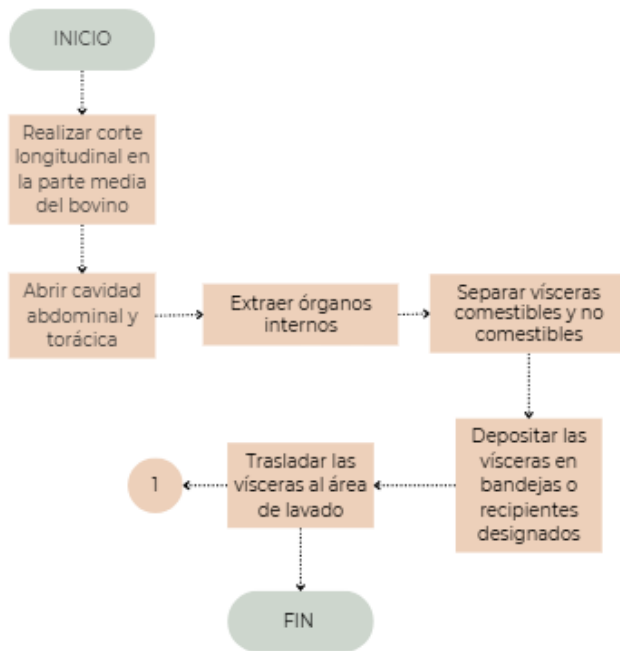 INICIO
Realizar corte
longitudinal en
la parte media
del bovino
Abrir cavidad
abdominal y
torácica
Extraer órganos
internos
Separar vísceras
comestibles y no
comestibles
Depositar las
vísceras en
bandejas o
recipientes
designados
Trasladar las
vísceras al área
de lavado
1
FIN